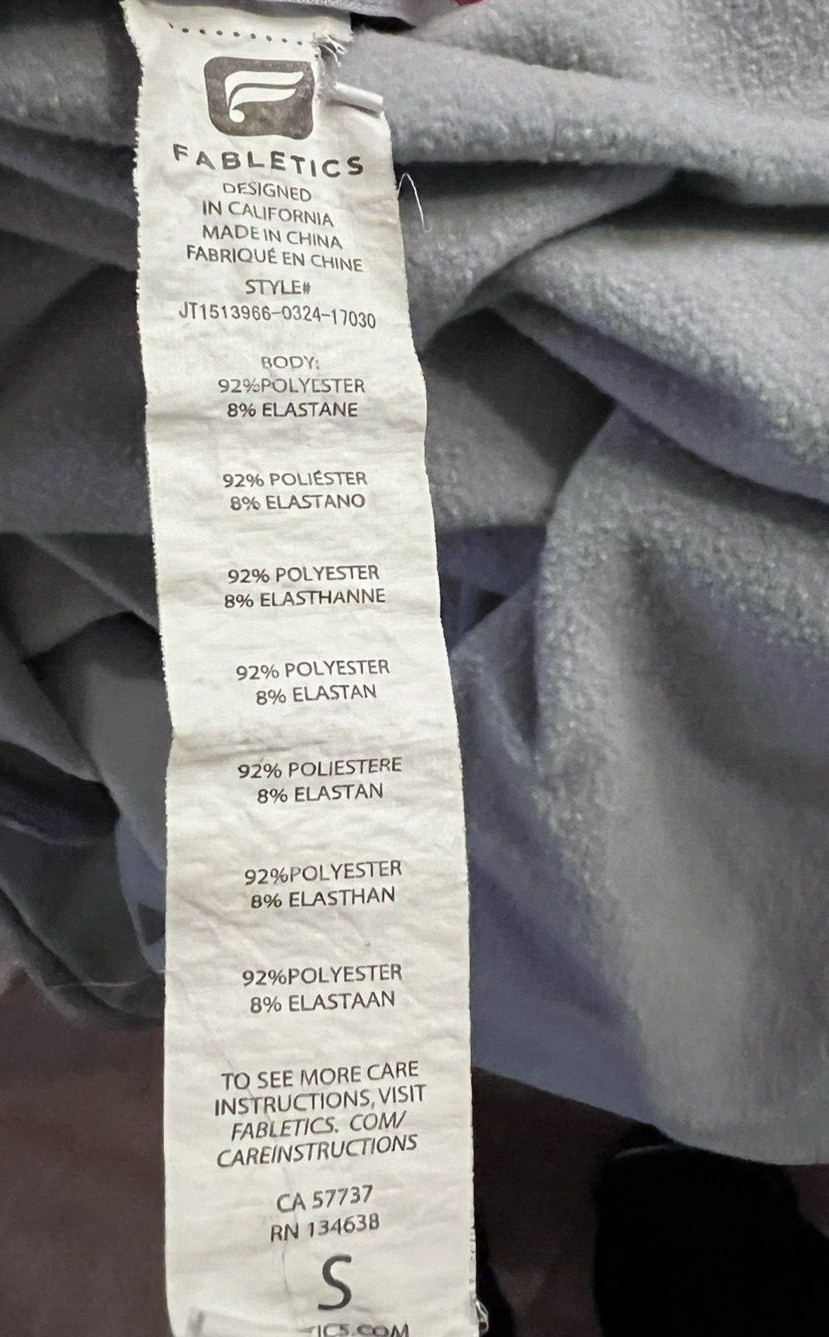 FABLETICS
DESIGNED
IN CALIFORNIA
MADE IN CHINA
FABRIQUÉ EN CHINE
STYLE#
JT1513966-0324-17030
BODY:
92%POLYESTER
8% ELASTANE
92% POLIÉSTER
8% ELASTANO
92% POLYESTER
8% ELASTHANNE
92% POLYESTER
8% ELASTAN
92% POLIESTERE
8% ELASTAN
92%POLYESTER
8% ELASTHAN
92%POLYESTER
8% ELASTAAN
TO SEE MORE CARE
INSTRUCTIONS, VISIT
FABLETICS. COM/
CAREINSTRUCTIONS
CA 57737
RN 134638
S
ICS.COM